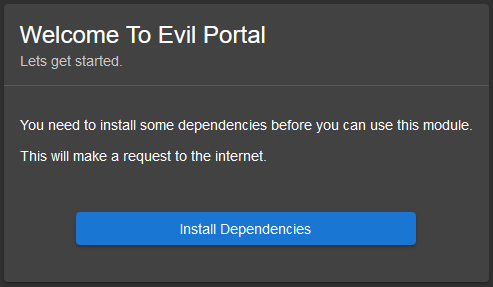 Welcome To Evil Portal
Lets get started.
You need to install some dependencies before you can use this module.
This will make a request to the internet.
Install Dependencies